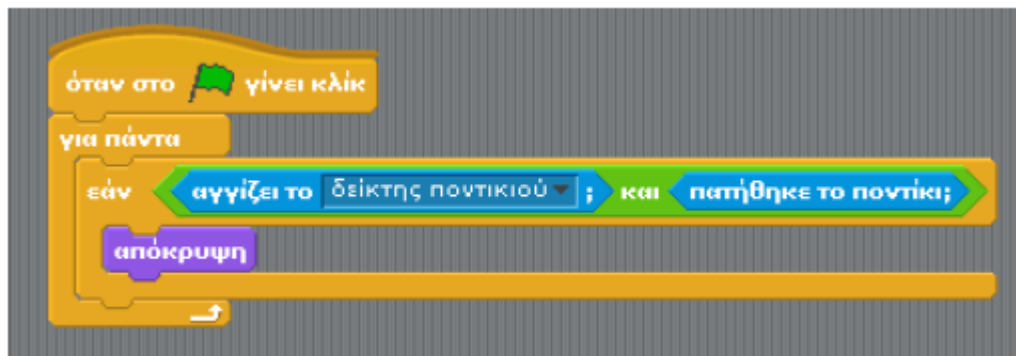 όταν στο γίνει κλίκ
για πάντα
εάν αγγίζει το δείκτης ποντικιού ; και πατήθηκε το ποντίκι;
απόκρυψη